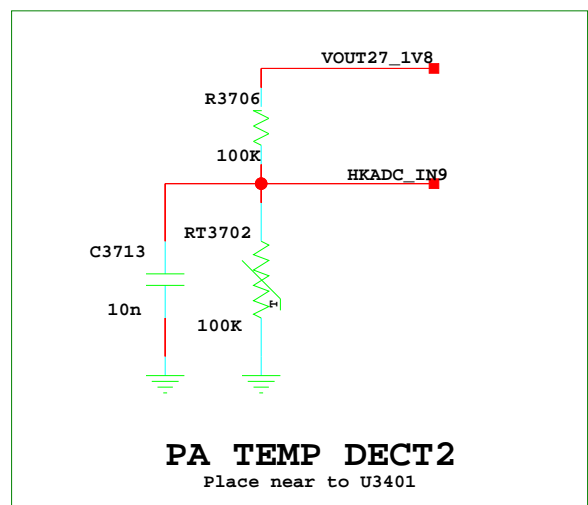 VOUT27_1V8
R3706
100K
HKADC_IN9
RT3702
C3713
T
10n
100K
PA TEMP DECT2
Place near to U3401